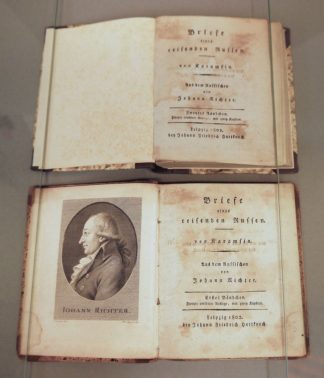 Briefe
eines
reisenden Russen.
von Karamsin.
Aus dem Russischen
von
Johann Richter.
Zweites Bändchen.
Leipzig 1802.
bey Johann Friedrich Hartknoch.
Briefe
eines
reisenden Russen.
von Karamsin.
Aus dem Russischen
von
Johann Richter.
Erstes Bändchen.
Leipzig 1802.
bey Johann Friedrich Hartknoch.
JOHANN RICHTER.